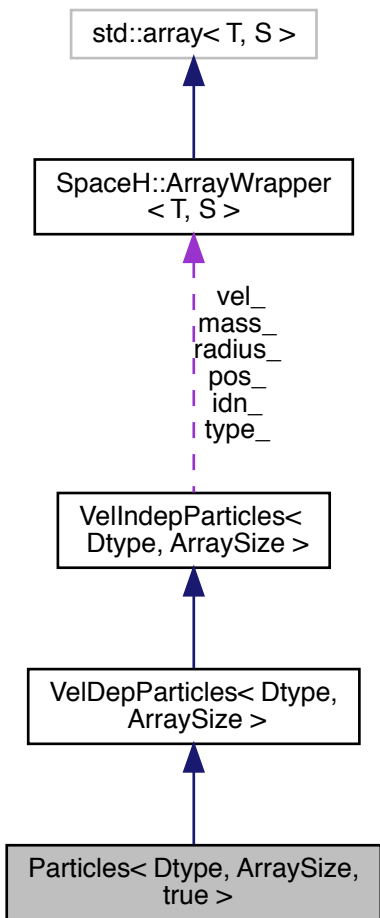 std::array< T, S >
SpaceH::ArrayWrapper
< T, S >
vel_
mass_
radius_
pos_
idn_
type_
VelIndepParticles<
Dtype, ArraySize >
VelDepParticles< Dtype,
ArraySize >
Particles< Dtype, ArraySize,
true >